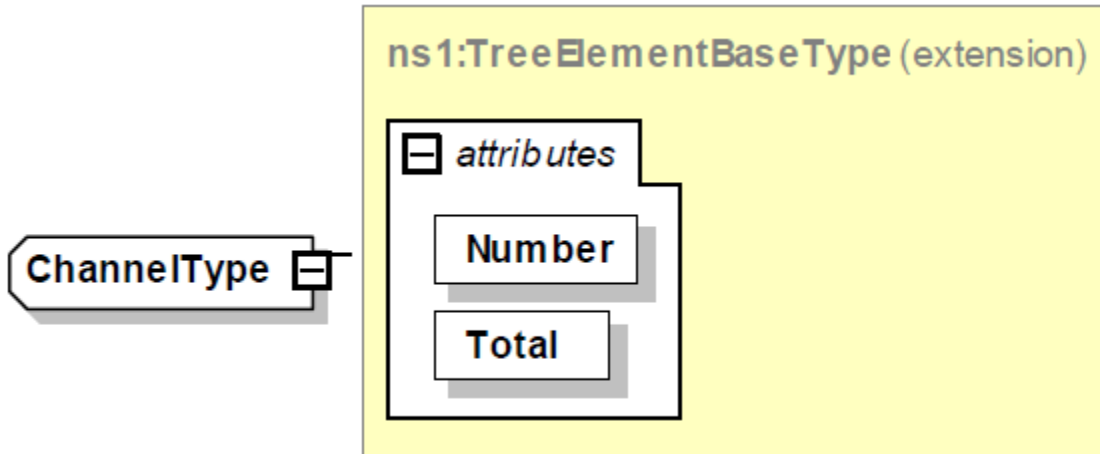 ns1:TreeElementBaseType (extension)
attributes
Number
ChannelType
Total